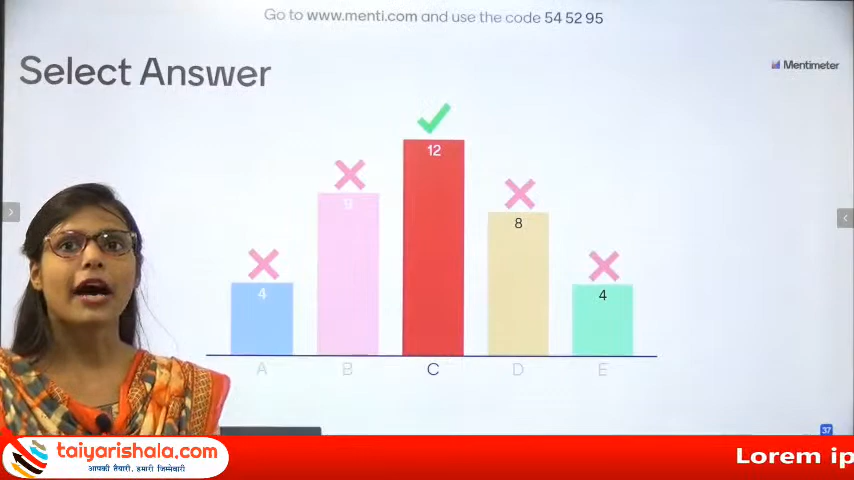 Go to www.menti.com and use the code 54 52 95
Select Answer
Mentimeter
12
9
8
4
4
A B C D E
37
taiyarishala.com
आपकी तैयारी, हमारी जिम्मेवारी
Lorem ip